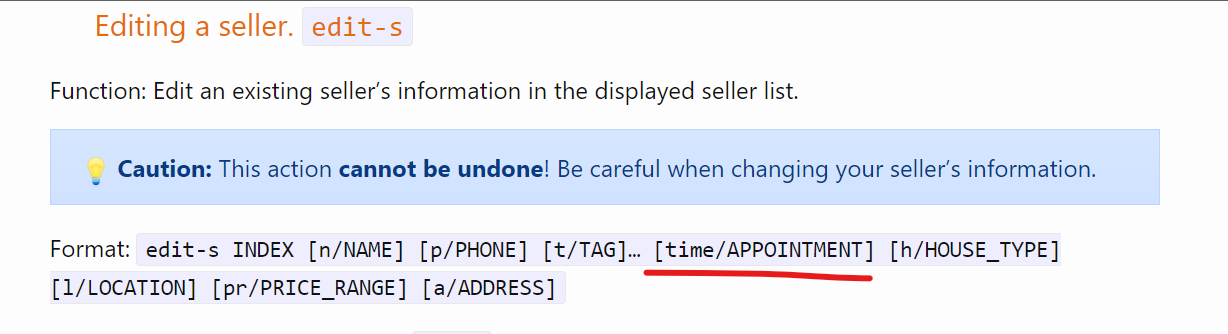 Editing a seller. edit-s
Function: Edit an existing seller’s information in the displayed seller list.
Caution: This action cannot be undone! Be careful when changing your seller’s information.
Format: edit-s INDEX [n/NAME] [p/PHONE] [t/TAG]… [time/APPOINTMENT] [h/HOUSE_TYPE]
[l/LOCATION] [pr/PRICE_RANGE] [a/ADDRESS]